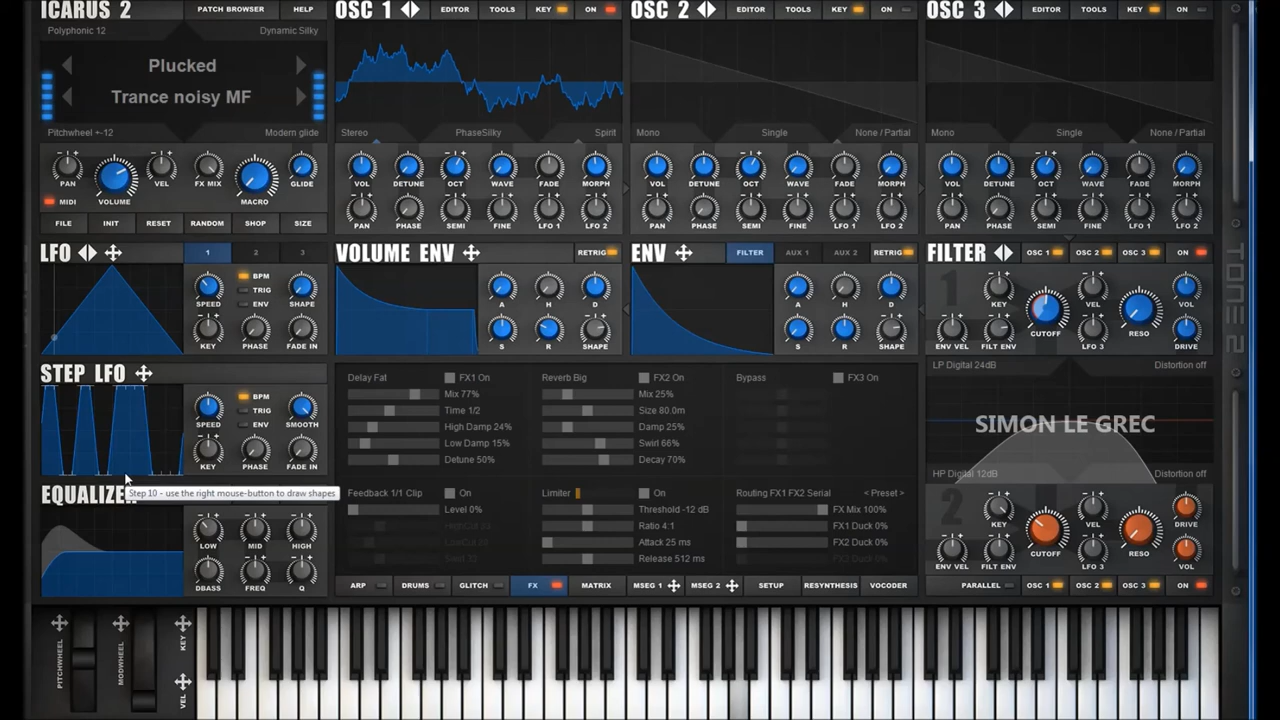 ICARUS 2
PATCH BROWSER
HELP
Polyphonic 12
Dynamic Silky
Plucked
Trance noisy MF
Pitchwheel +-12
Modern glide
PAN
VOLUME
VEL
FX MIX
MACRO
GLIDE
MIDI
FILE
INIT
RESET
RANDOM
SHOP
SIZE
OSC 1
EDITOR
TOOLS
KEY
ON
Stereo
PhaseSilky
Spirit
VOL
DETUNE
OCT
WAVE
FADE
MORPH
PAN
PHASE
SEMI
FINE
LFO 1
LFO 2
OSC 2
EDITOR
TOOLS
KEY
ON
Mono
Single
None / Partial
VOL
DETUNE
OCT
WAVE
FADE
MORPH
PAN
PHASE
SEMI
FINE
LFO 1
LFO 2
OSC 3
EDITOR
TOOLS
KEY
ON
Mono
Single
None / Partial
VOL
DETUNE
OCT
WAVE
FADE
MORPH
PAN
PHASE
SEMI
FINE
LFO 1
LFO 2
LFO
1
2
3
SPEED
BPM
TRIG
ENV
SHAPE
KEY
PHASE
FADE IN
VOLUME ENV
RETRIG
A
H
D
S
R
SHAPE
ENV
FILTER
AUX 1
AUX 2
RETRIG
A
H
D
S
R
SHAPE
FILTER
OSC 1
OSC 2
OSC 3
ON
1
KEY
CUTOFF
VEL
RESO
VOL
ENV VEL
FILT ENV
LFO 3
DRIVE
LP Digital 24dB
Distortion off
SIMON LE GREC
HP Digital 12dB
Distortion off
2
KEY
CUTOFF
VEL
RESO
DRIVE
ENV VEL
FILT ENV
LFO 3
VOL
PARALLEL
OSC 1
OSC 2
OSC 3
ON
TONE 2
STEP LFO
SPEED
BPM
TRIG
ENV
SMOOTH
KEY
PHASE
FADE IN
Step 10 - use the right mouse-button to draw shapes
LOW
MID
HIGH
DBASS
FREQ
Q
Delay Fat
FX1 On
Mix 77%
Time 1/2
High Damp 24%
Low Damp 15%
Detune 50%
Reverb Big
FX2 On
Mix 25%
Size 80.0m
Damp 25%
Swirl 66%
Decay 70%
Bypass
FX3 On
Feedback 1/1 Clip
On
Level 0%
Limiter
On
Threshold -12 dB
Ratio 4:1
Attack 25 ms
Release 512 ms
Routing FX1 FX2 Serial
< Preset >
FX Mix 100%
FX1 Duck 0%
FX2 Duck 0%
ARP
DRUMS
GLITCH
FX
MATRIX
MSEG 1
MSEG 2
SETUP
RESYNTHESIS
VOCODER
PITCHWHEEL
MODWHEEL
KEY
VEL